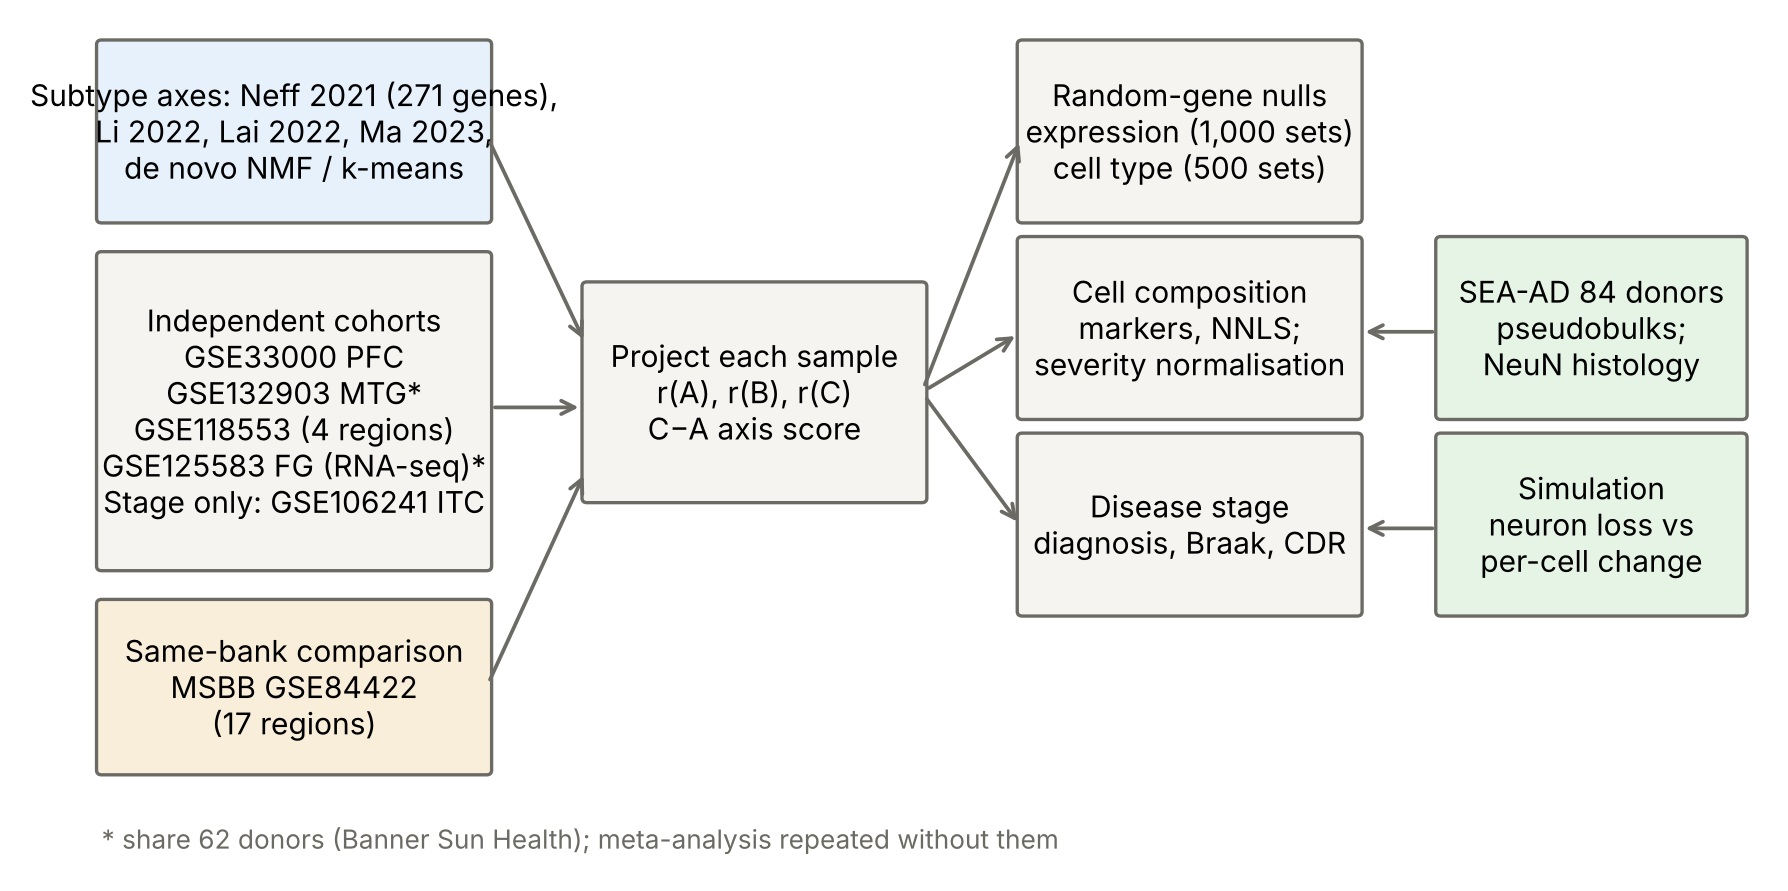 Subtype axes: Neff 2021 (271 genes),
Li 2022, Lai 2022, Ma 2023,
de novo NMF / k-means
Independent cohorts
GSE33000 PFC
GSE132903 MTG*
GSE118553 (4 regions)
GSE125583 FG (RNA-seq)*
Stage only: GSE106241 ITC
Same-bank comparison
MSBB GSE84422
(17 regions)
Project each sample
r(A), r(B), r(C)
C−A axis score
Random-gene nulls
expression (1,000 sets)
cell type (500 sets)
Cell composition
markers, NNLS;
severity normalisation
Disease stage
diagnosis, Braak, CDR
SEA-AD 84 donors
pseudobulks;
NeuN histology
Simulation
neuron loss vs
per-cell change
* share 62 donors (Banner Sun Health); meta-analysis repeated without them